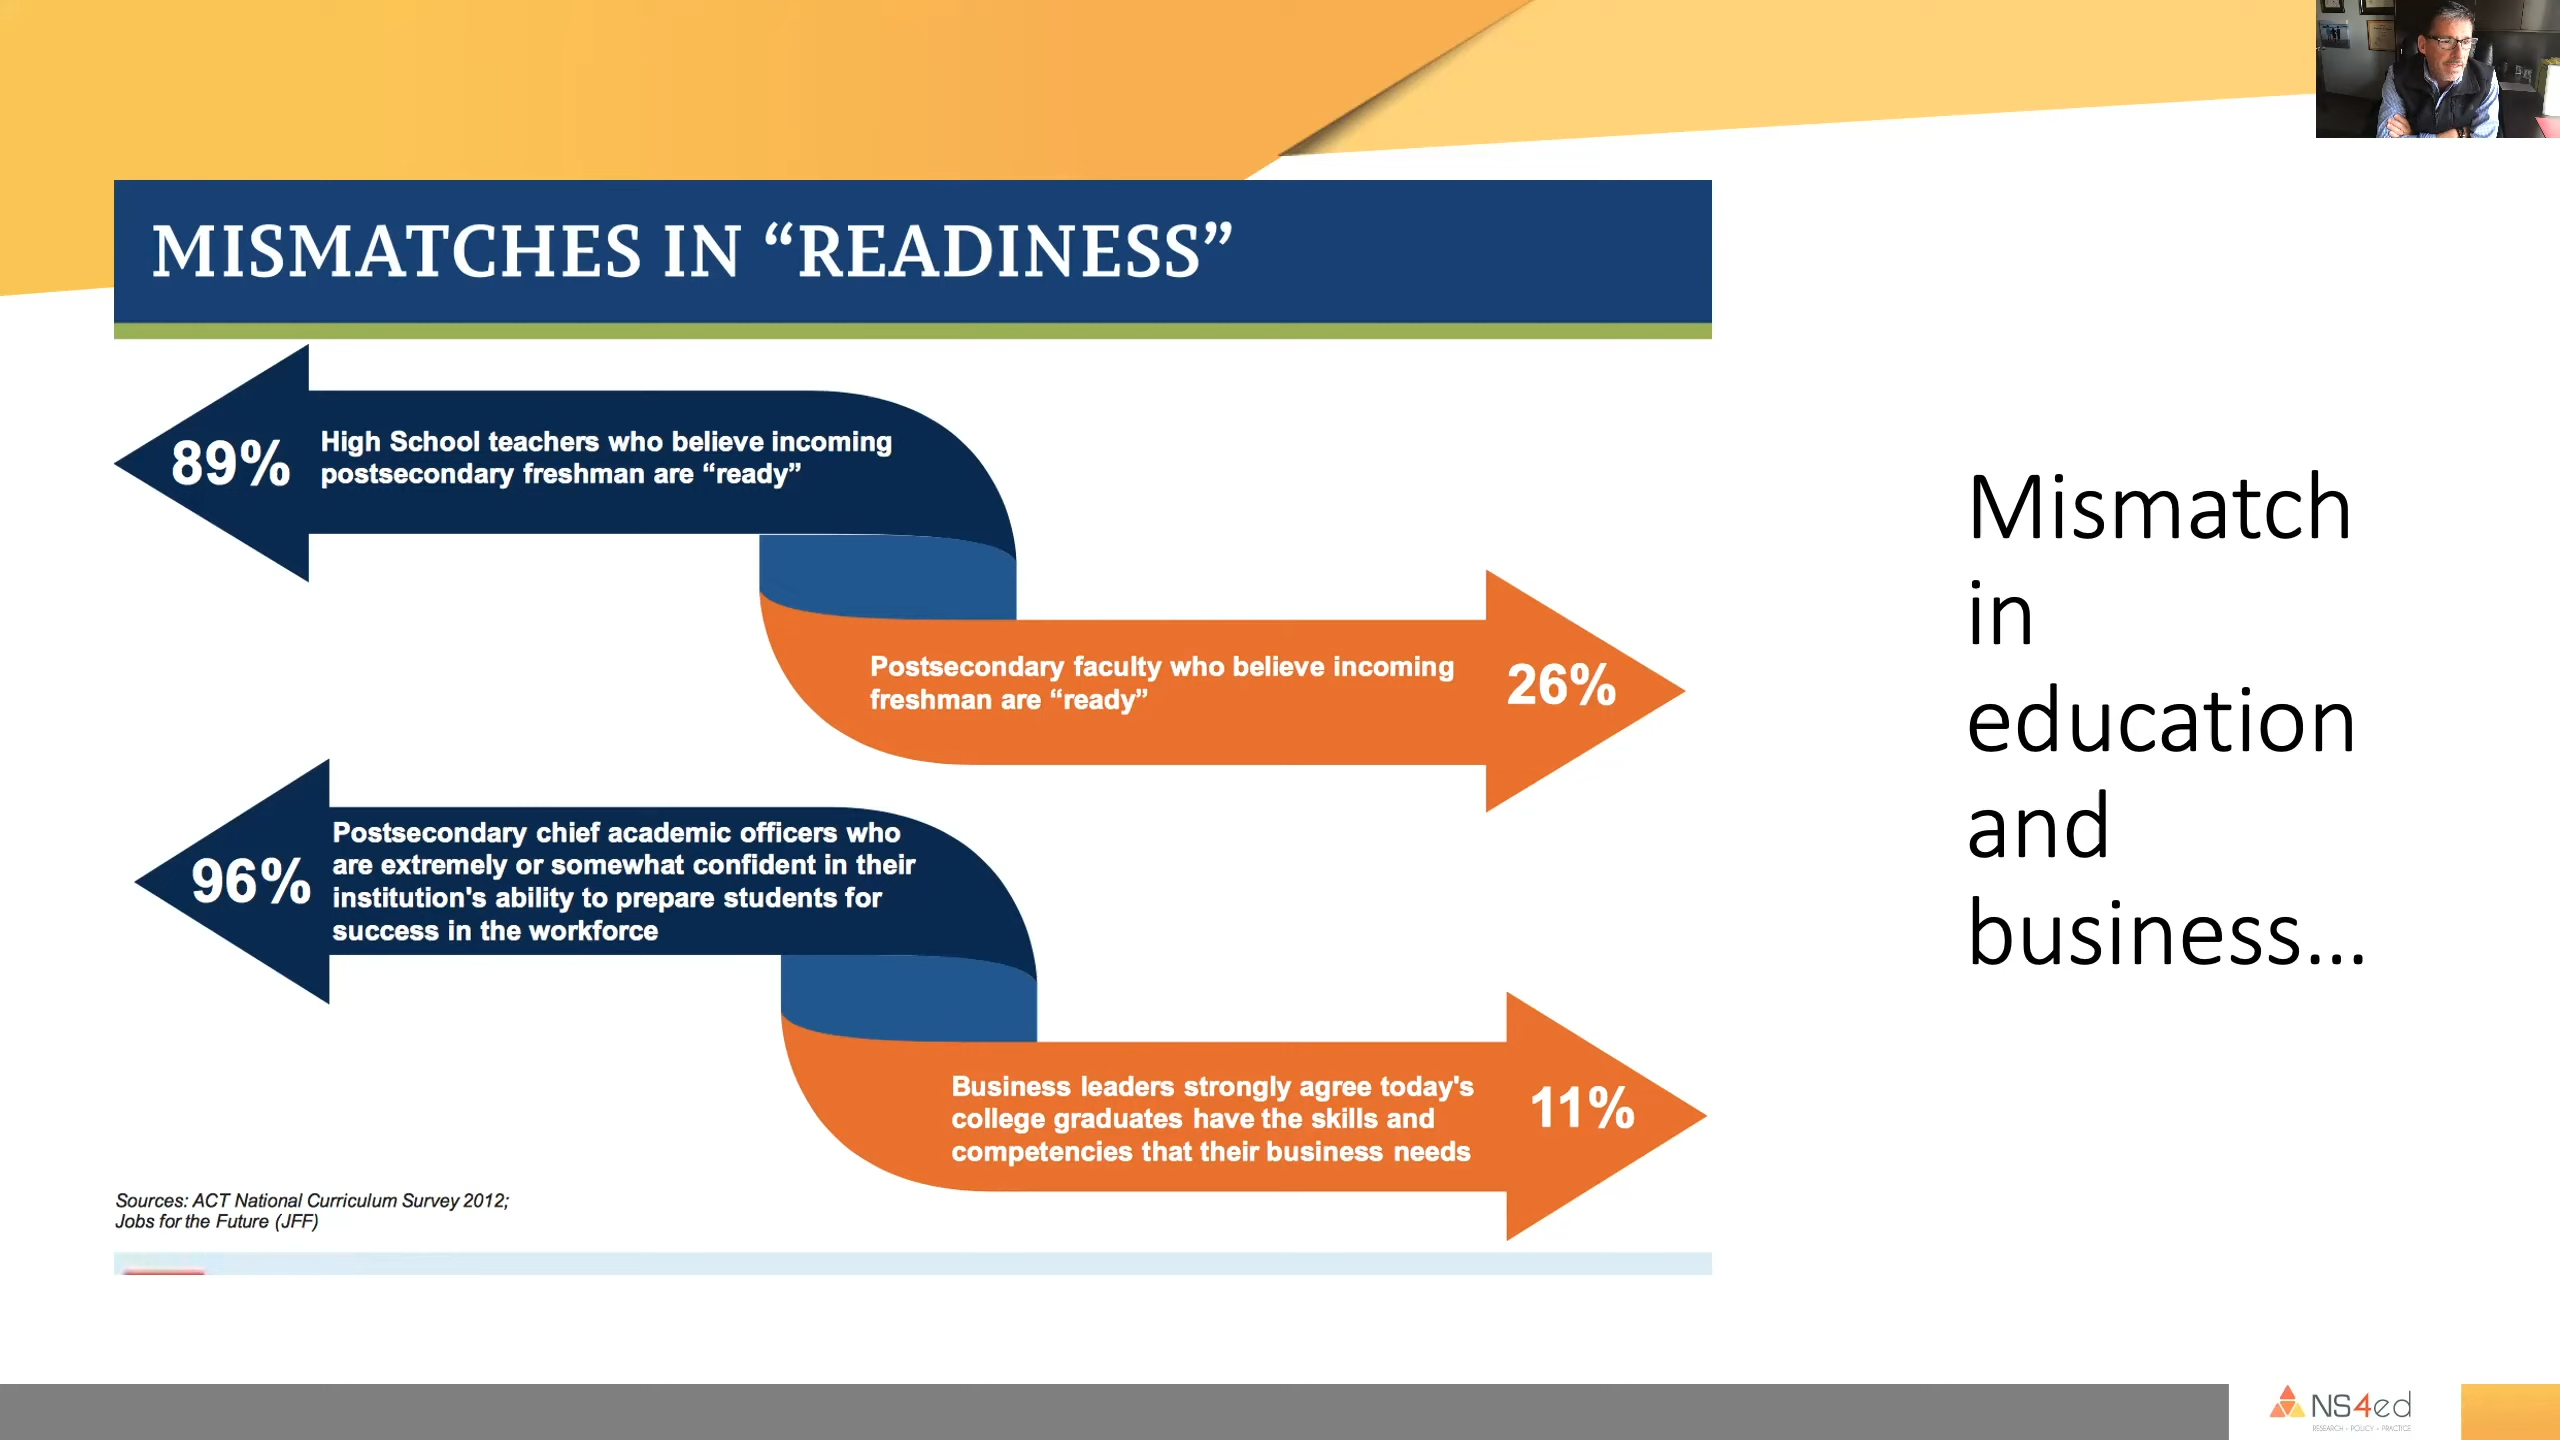 MISMATCHES IN “READINESS”
89%
High School teachers who believe incoming
postsecondary freshman are “ready”
Postsecondary faculty who believe incoming
freshman are “ready”
26%
96%
Postsecondary chief academic officers who
are extremely or somewhat confident in their
institution's ability to prepare students for
success in the workforce
Business leaders strongly agree today's
college graduates have the skills and
competencies that their business needs
11%
Sources: ACT National Curriculum Survey 2012;
Jobs for the Future (JFF)
Mismatch
in
education
and
business...
NS4ed
RESEARCH - POLICY - PRACTICE